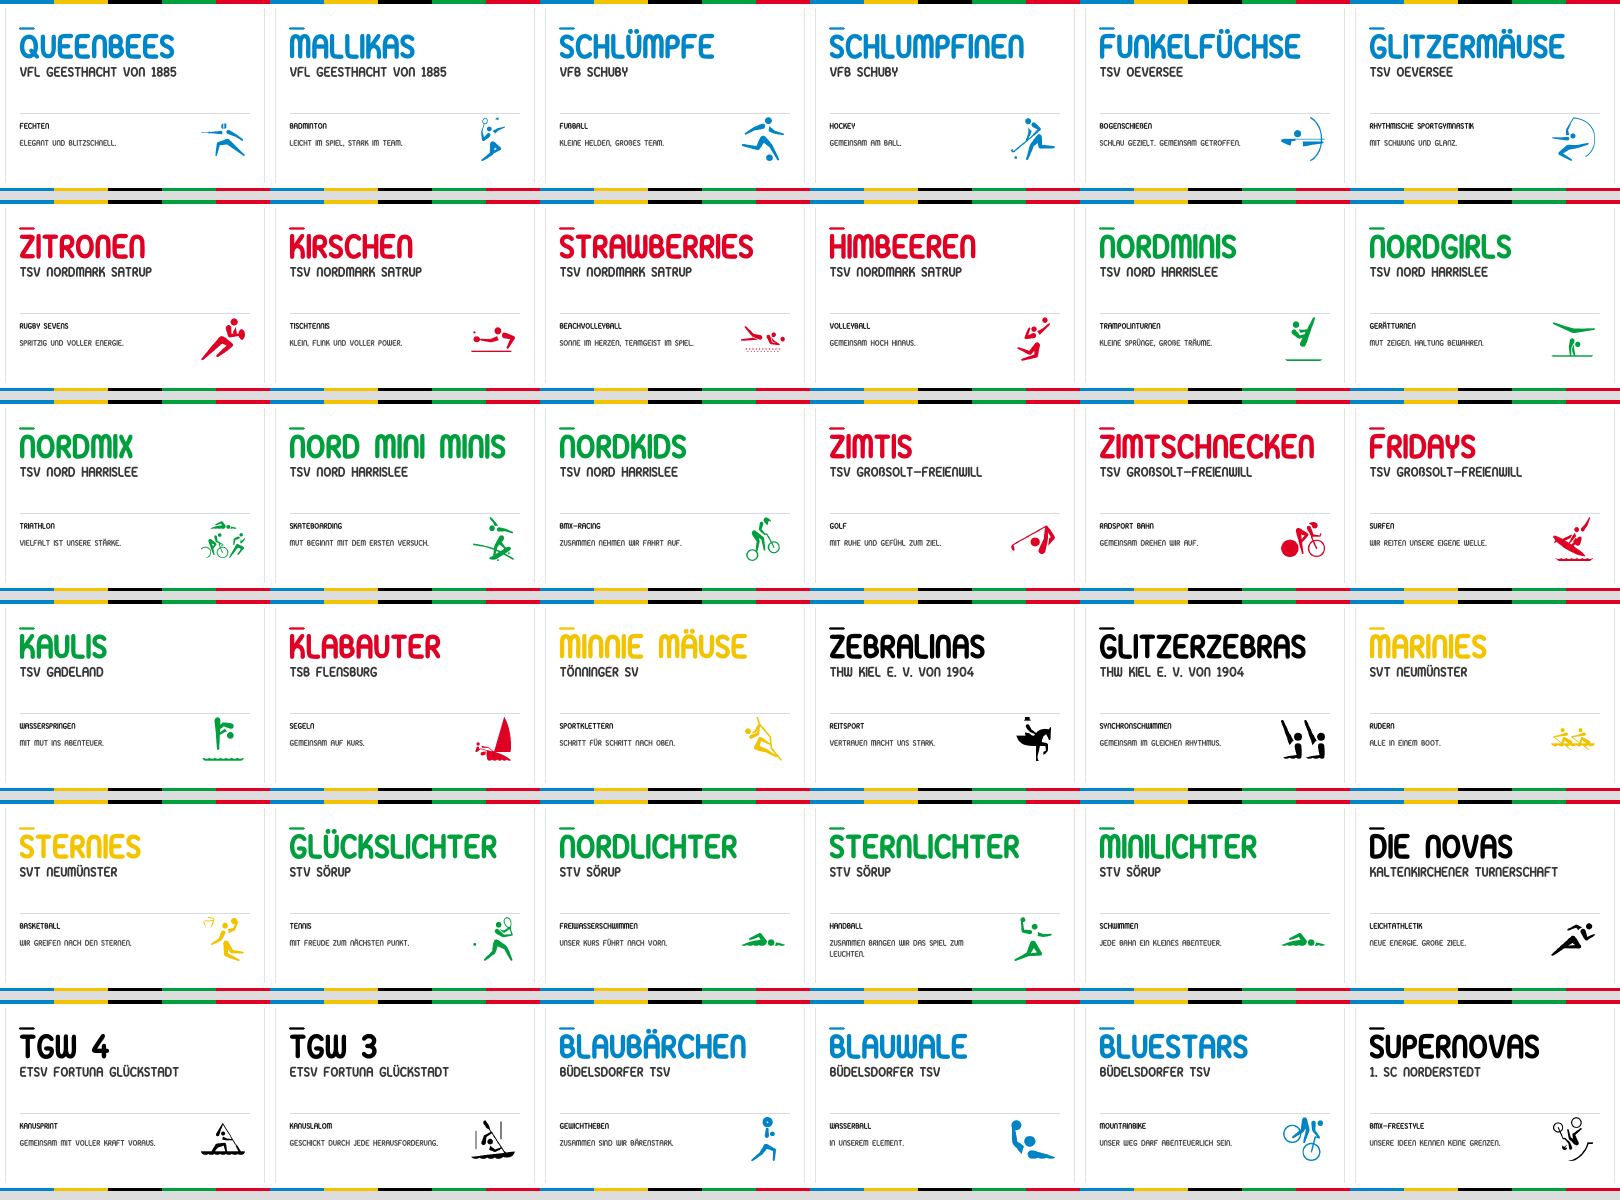 QUEENBEES
VFL GEESTHACHT VON 1885
FECHTEN
ELEGANT UND BLITZSCHNELL.
MALLIKAS
VFL GEESTHACHT VON 1885
BADMINTON
LEICHT IM SPIEL, STARK IM TEAM.
SCHLÜMPFE
VFB SCHUBY
FUßBALL
KLEINE HELDEN, GROßES TEAM.
SCHLUMPFINEN
VFB SCHUBY
HOCKEY
GEMEINSAM AM BALL.
FUNKELFÜCHSE
TSV OEVERSEE
BOGENSCHIEßEN
SCHLAU GEZIELT. GEMEINSAM GETROFFEN.
GLITZERMÄUSE
TSV OEVERSEE
RHYTHMISCHE SPORTGYMNASTIK
MIT SCHWUNG UND GLANZ.
ZITRONEN
TSV NORDMARK SATRUP
RUGBY SEVENS
SPRITZIG UND VOLLER ENERGIE.
KIRSCHEN
TSV NORDMARK SATRUP
TISCHTENNIS
KLEIN, FLINK UND VOLLER POWER.
STRAWBERRIES
TSV NORDMARK SATRUP
BEACHVOLLEYBALL
SONNE IM HERZEN, TEAMGEIST IM SPIEL.
HIMBEEREN
TSV NORDMARK SATRUP
VOLLEYBALL
GEMEINSAM HOCH HINAUS.
NORDMINIS
TSV NORD HARRISLEE
TRAMPOLINTURNEN
KLEINE SPRÜNGE, GROßE TRÄUME.
NORDGIRLS
TSV NORD HARRISLEE
GERÄTTURNEN
MUT ZEIGEN. HALTUNG BEWAHREN.
NORDMIX
TSV NORD HARRISLEE
TRIATHLON
VIELFALT IST UNSERE STÄRKE.
NORD MINI MINIS
TSV NORD HARRISLEE
SKATEBOARDING
MUT BEGINNT MIT DEM ERSTEN VERSUCH.
NORDKIDS
TSV NORD HARRISLEE
BMX-RACING
ZUSAMMEN NEHMEN WIR FAHRT AUF.
ZIMTIS
TSV GROßSOLT-FREIENWILL
GOLF
MIT RUHE UND GEFÜHL ZUM ZIEL.
ZIMTSCHNECKEN
TSV GROßSOLT-FREIENWILL
RADSPORT BAHN
GEMEINSAM DREHEN WIR AUF.
FRIDAYS
TSV GROßSOLT-FREIENWILL
SURFEN
WIR REITEN UNSERE EIGENE WELLE.
KAULIS
TSV GADELAND
WASSERSPRINGEN
MIT MUT INS ABENTEUER.
KLABAUTER
TSB FLENSBURG
SEGELN
GEMEINSAM AUF KURS.
MINNIE MÄUSE
TÖNNINGER SV
SPORTKLETTERN
SCHRITT FÜR SCHRITT NACH OBEN.
ZEBRALINAS
THW KIEL E. V. VON 1904
REITSPORT
VERTRAUEN MACHT UNS STARK.
GLITZERZEBRAS
THW KIEL E. V. VON 1904
SYNCHRONSCHWIMMEN
GEMEINSAM IM GLEICHEN RHYTHMUS.
MARINIES
SVT NEUMÜNSTER
RUDERN
ALLE IN EINEM BOOT.
STERNIES
SVT NEUMÜNSTER
BASKETBALL
WIR GREIFEN NACH DEN STERNEN.
GLÜCKSLICHTER
STV SÖRUP
TENNIS
MIT FREUDE ZUM NÄCHSTEN PUNKT.
NORDLICHTER
STV SÖRUP
FREIWASSERSCHWIMMEN
UNSER KURS FÜHRT NACH VORN.
STERNLICHTER
STV SÖRUP
HANDBALL
ZUSAMMEN BRINGEN WIR DAS SPIEL ZUM
LEUCHTEN.
MINILICHTER
STV SÖRUP
SCHWIMMEN
JEDE BAHN EIN KLEINES ABENTEUER.
DIE NOVAS
KALTENKIRCHENER TURNERSCHAFT
LEICHTATHLETIK
NEUE ENERGIE. GROßE ZIELE.
TGW 4
ETSV FORTUNA GLÜCKSTADT
KANUSPRINT
GEMEINSAM MIT VOLLER KRAFT VORAUS.
TGW 3
ETSV FORTUNA GLÜCKSTADT
KANUSLALOM
GESCHICKT DURCH JEDE HERAUSFORDERUNG.
BLAUBÄRCHEN
BÜDELSDORFER TSV
GEWICHTHEBEN
ZUSAMMEN SIND WIR BÄRENSTARK.
BLAUWALE
BÜDELSDORFER TSV
WASSERBALL
IN UNSEREM ELEMENT.
BLUESTARS
BÜDELSDORFER TSV
MOUNTAINBIKE
UNSER WEG DARF ABENTEUERLICH SEIN.
SUPERNOVAS
1. SC NORDERSTEDT
BMX-FREESTYLE
UNSERE IDEEN KENNEN KEINE GRENZEN.